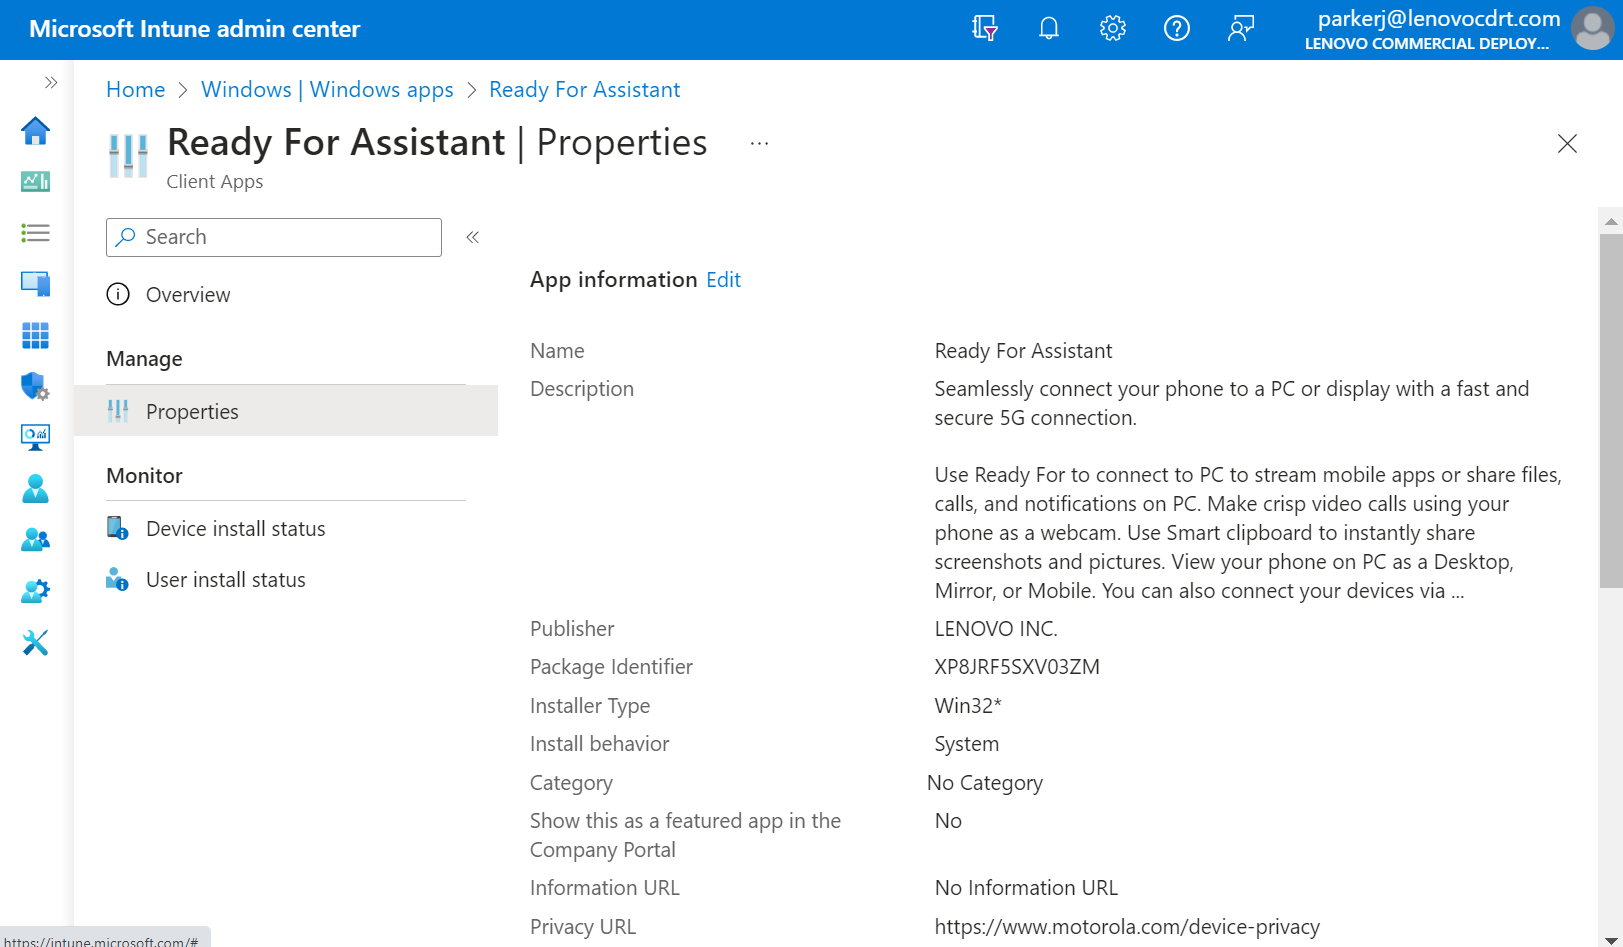 Microsoft Intune admin center
parkerj@lenovocdrt.com
LENOVO COMMERCIAL DEPLOY...
Home > Windows | Windows apps > Ready For Assistant
Ready For Assistant | Properties ...
Client Apps
Search
Overview
Manage
Properties
Monitor
Device install status
User install status
App information Edit
Name Ready For Assistant
Description Seamlessly connect your phone to a PC or display with a fast and
secure 5G connection.
Use Ready For to connect to PC to stream mobile apps or share files,
calls, and notifications on PC. Make crisp video calls using your
phone as a webcam. Use Smart clipboard to instantly share
screenshots and pictures. View your phone on PC as a Desktop,
Mirror, or Mobile. You can also connect your devices via ...
Publisher LENOVO INC.
Package Identifier XP8JRF5SXV03ZM
Installer Type Win32*
Install behavior System
Category No Category
Show this as a featured app in the No
Company Portal
Information URL No Information URL
Privacy URL https://www.motorola.com/device-privacy
https://intune.microsoft.com/#